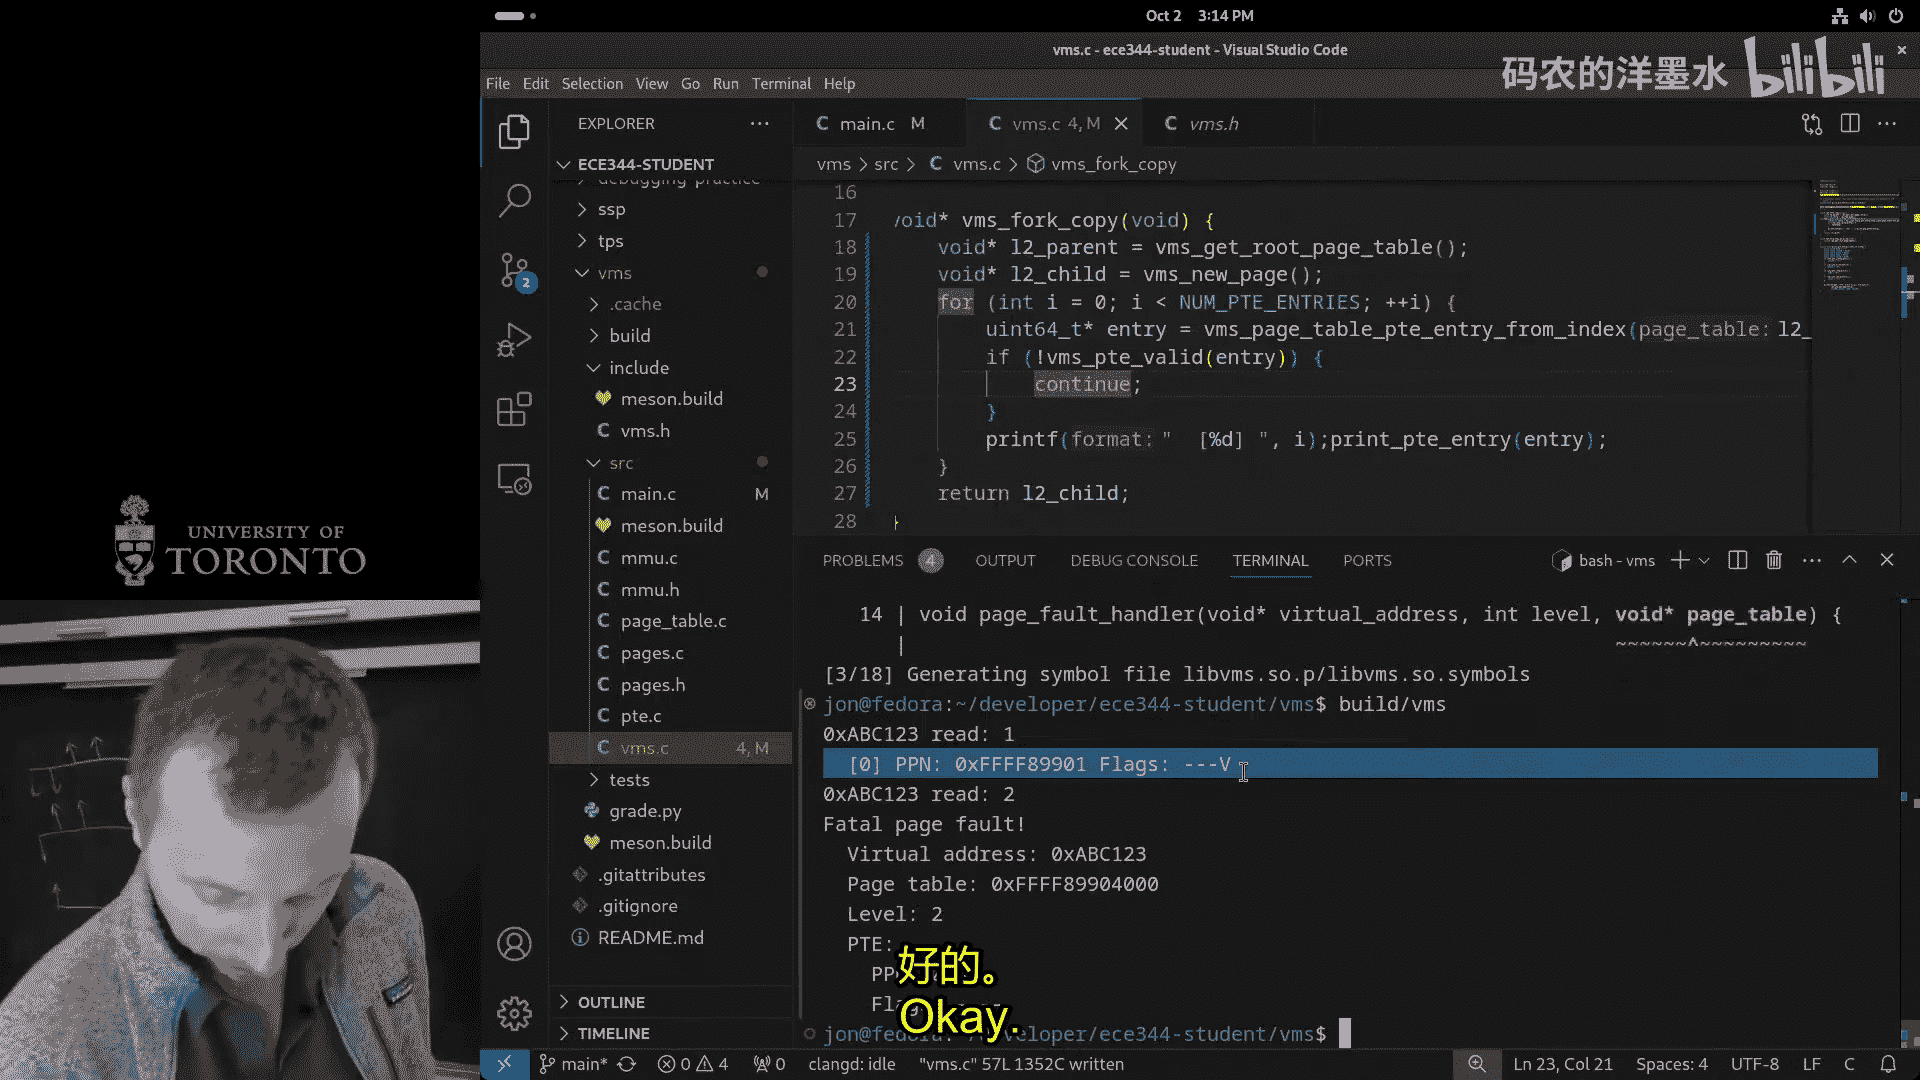 Oct 2 3:14 PM
vms.c - ece344-student - Visual Studio Code
码农的洋墨水 bilibili
File Edit Selection View Go Run Terminal Help
EXPLORER
ECE344-STUDENT
debugging-practice
ssp
tps
vms
.cache
build
include
meson.build
vms.h
src
main.c M
meson.build
mmu.c
mmu.h
page_table.c
pages.c
pages.h
pte.c
vms.c 4, M
tests
grade.py
meson.build
.gitattributes
.gitignore
README.md
OUTLINE
TIMELINE
2
main.c M
vms.c 4, M
vms.h
vms > src > C vms.c > vms_fork_copy
16
17 void* vms_fork_copy(void) {
18 void* l2_parent = vms_get_root_page_table();
19 void* l2_child = vms_new_page();
20 for (int i = 0; i < NUM_PTE_ENTRIES; ++i) {
21 uint64_t* entry = vms_page_table_pte_entry_from_index(page_table: l2_
22 if (!vms_pte_valid(entry)) {
23 continue;
24 }
25 printf(format: "  [%d] ", i);print_pte_entry(entry);
26 }
27 return l2_child;
28 }
PROBLEMS 4 OUTPUT DEBUG CONSOLE TERMINAL PORTS bash - vms
14 | void page_fault_handler(void* virtual_address, int level, void* page_table) {
| ~~~~~~^~~~~~~~~~
[3/18] Generating symbol file libvms.so.p/libvms.so.symbols
jon@fedora:~/developer/ece344-student/vms$ build/vms
0xABC123 read: 1
[0] PPN: 0xFFFF89901 Flags: ---V
0xABC123 read: 2
Fatal page fault!
Virtual address: 0xABC123
Page table: 0xFFFF89904000
Level: 2
PTE:
jon@fedora:~/developer/ece344-student/vms$
好的。
Okay.
UNIVERSITY OF
TORONTO
main* 0 4 0 clangd: idle "vms.c" 57L 1352C written Ln 23, Col 21 Spaces: 4 UTF-8 LF C